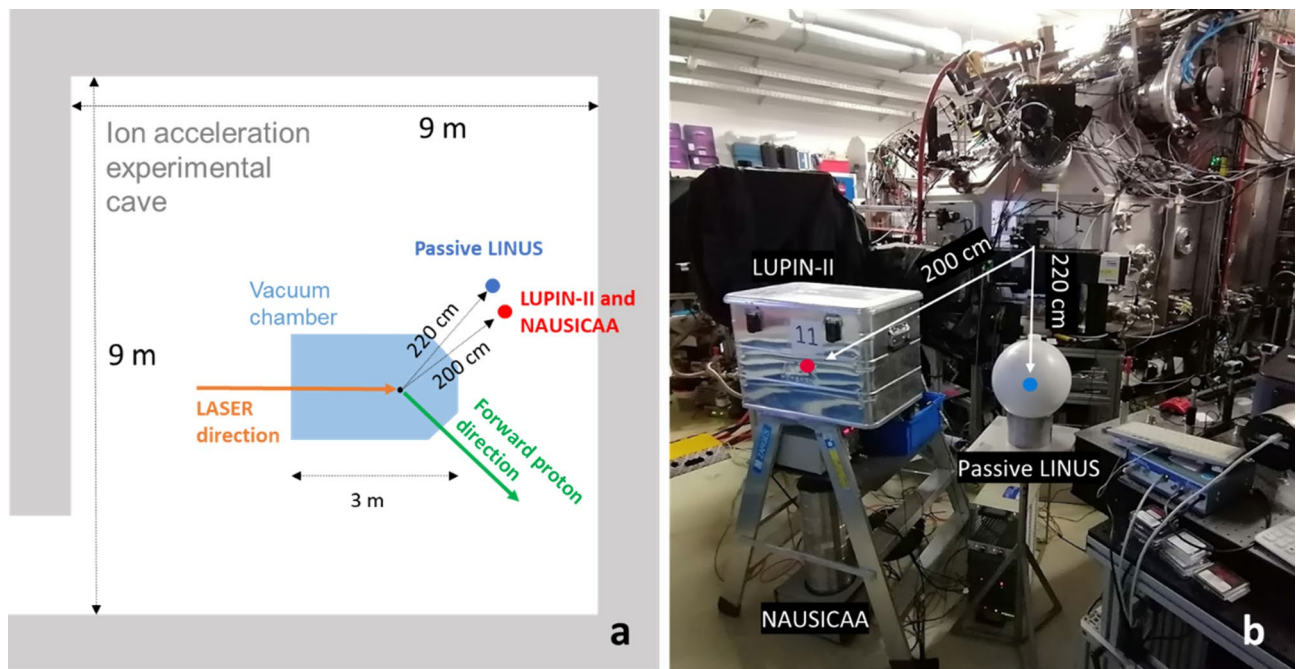 9 m
Ion acceleration
experimental
cave
Passive LINUS
Vacuum
chamber
LUPIN-II and
NAUSICAA
220 cm
200 cm
9 m
LASER
direction
Forward proton
direction
3 m
a
LUPIN-II
200 cm
220 cm
11
Passive LINUS
NAUSICAA
b